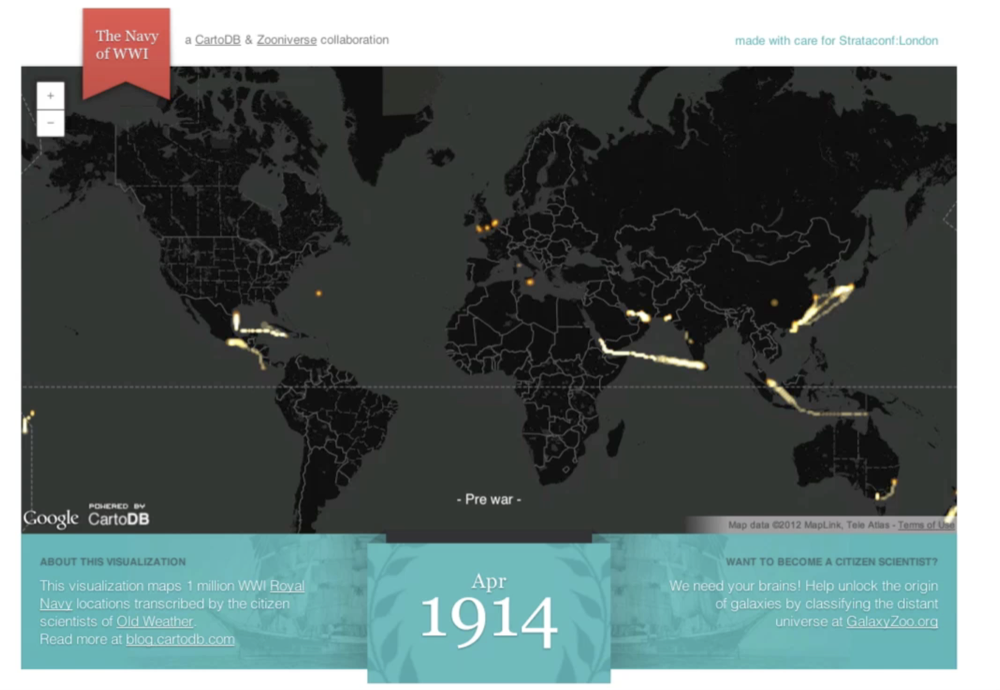 The Navy
of WWI
a CartoDB & Zooniverse collaboration
made with care for Strataconf:London
+
−
- Pre war -
Google
POWERED BY
CartoDB
Map data ©2012 MapLink, Tele Atlas - Terms of Use
ABOUT THIS VISUALIZATION
This visualization maps 1 million WWI Royal
Navy locations transcribed by the citizen
scientists of Old Weather.
Read more at blog.cartodb.com
Apr
1914
WANT TO BECOME A CITIZEN SCIENTIST?
We need your brains! Help unlock the origin
of galaxies by classifying the distant
universe at GalaxyZoo.org